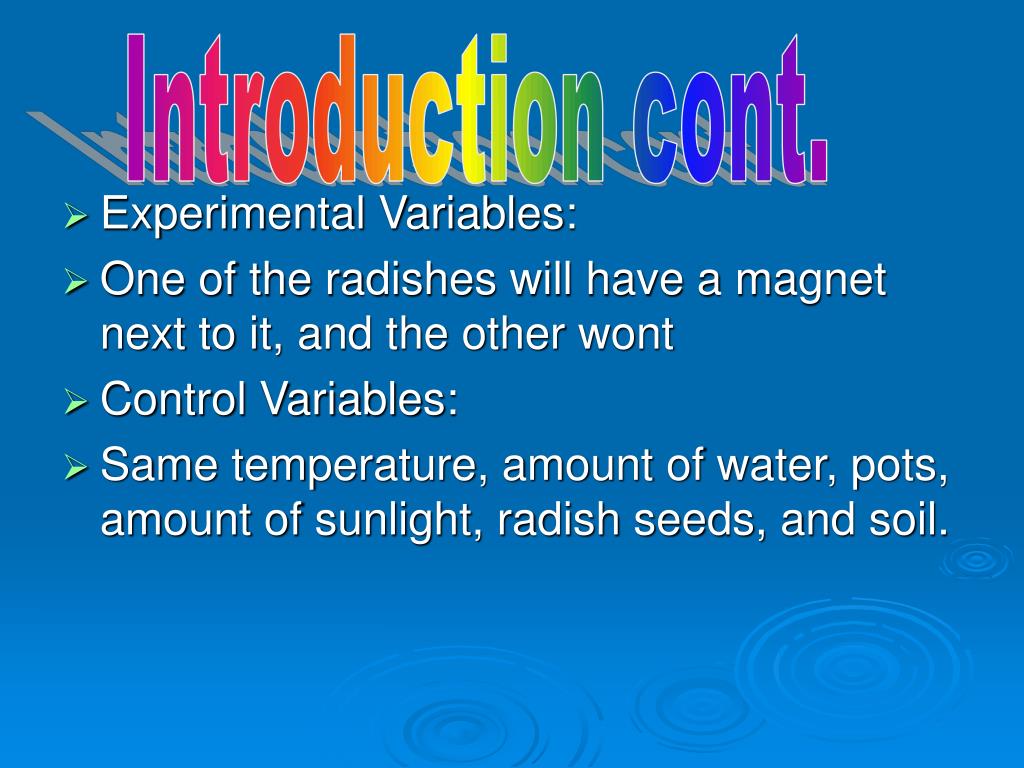 Introduction cont.
Experimental Variables:
One of the radishes will have a magnet
next to it, and the other wont
Control Variables:
Same temperature, amount of water, pots,
amount of sunlight, radish seeds, and soil.